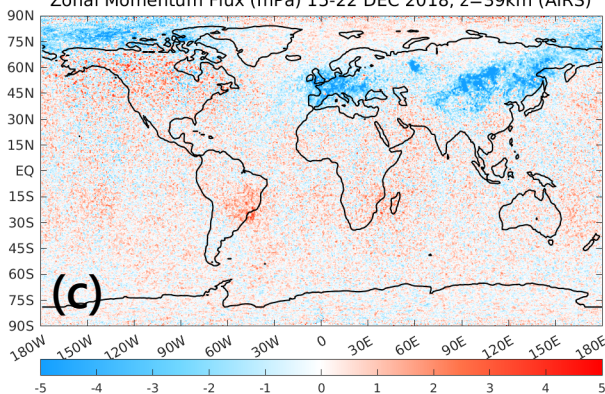 Zonal Momentum Flux (mPa) 15-22 DEC 2018, z=39km (AIRS)
90N
75N
60N
45N
30N
15N
EQ
15S
30S
45S
60S
75S
90S
(c)
180W 150W 120W 90W 60W 30W 0 30E 60E 90E 120E 150E 180E
-5 -4 -3 -2 -1 0 1 2 3 4 5